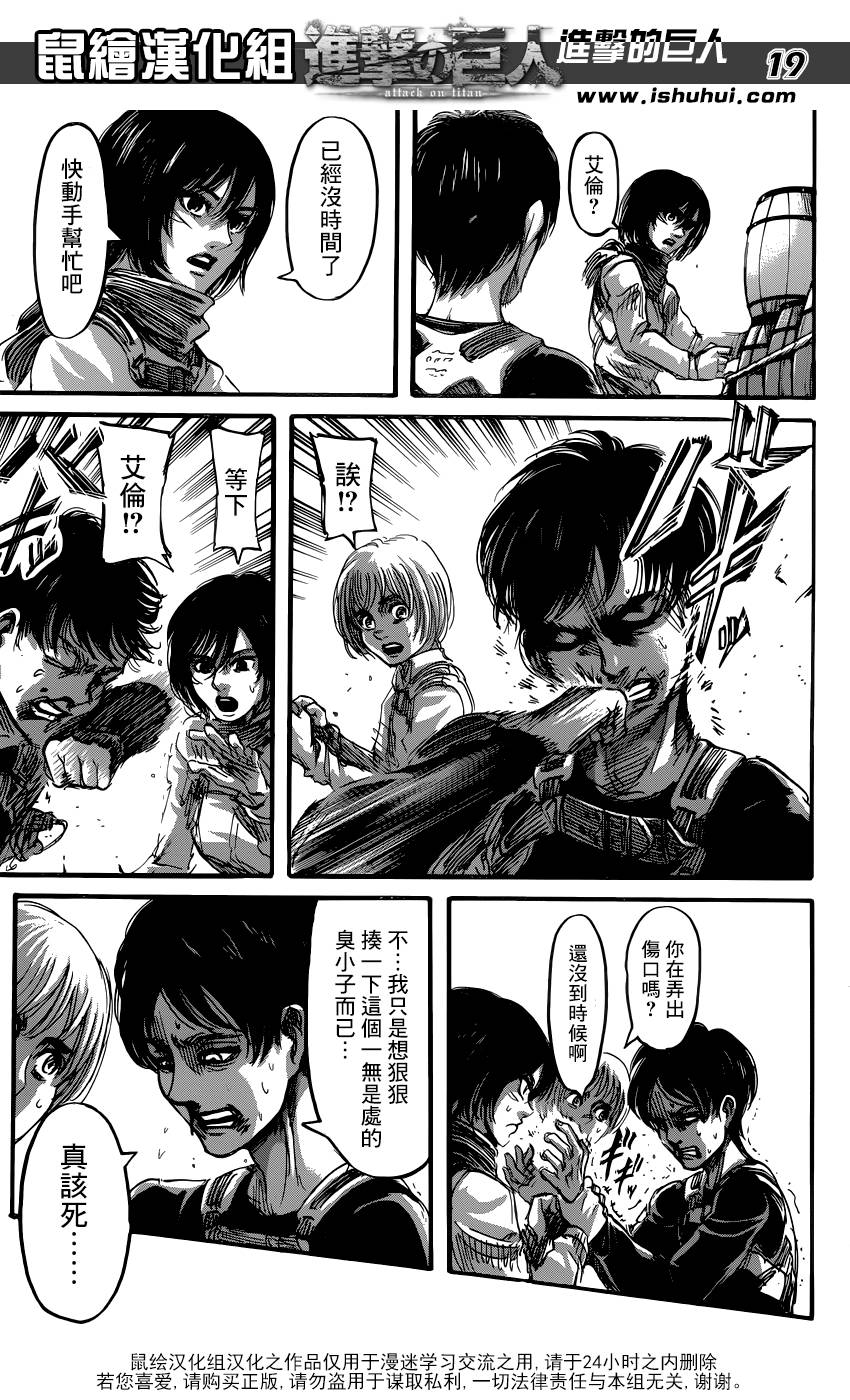 鼠繪漢化組
進撃の巨人
attack on titan
進擊的巨人
www.ishuhui.com
19
艾倫?
已經沒時間了
快動手幫忙吧
誒!?
等下
艾倫!?
你在弄出
傷口嗎?
還沒到時候啊
ギギ
不…我只是想狠狠
揍一下這個一無是處的
臭小子而已…
真該死……
鼠绘汉化组汉化之作品仅用于漫迷学习交流之用, 请于24小时之内删除
若您喜爱, 请购买正版, 请勿盗用于谋取私利, 一切法律责任与本组无关, 谢谢。